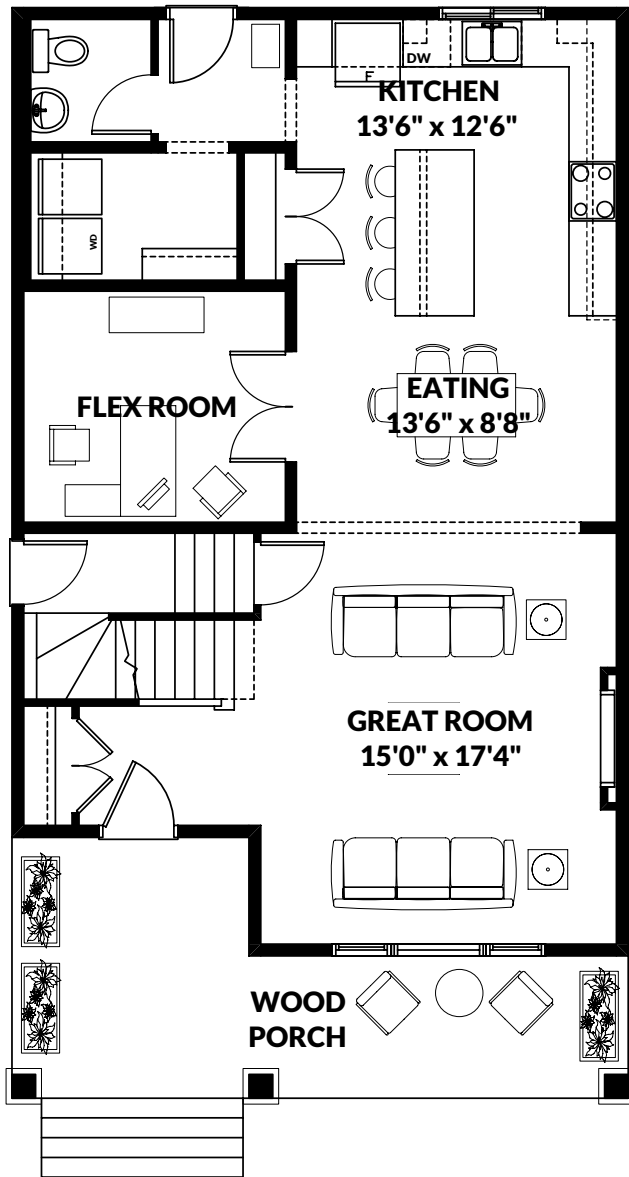 F
DW
KITCHEN
13'6" x 12'6"
WD
FLEX ROOM
EATING
13'6" x 8'8"
GREAT ROOM
15'0" x 17'4"
WOOD
PORCH